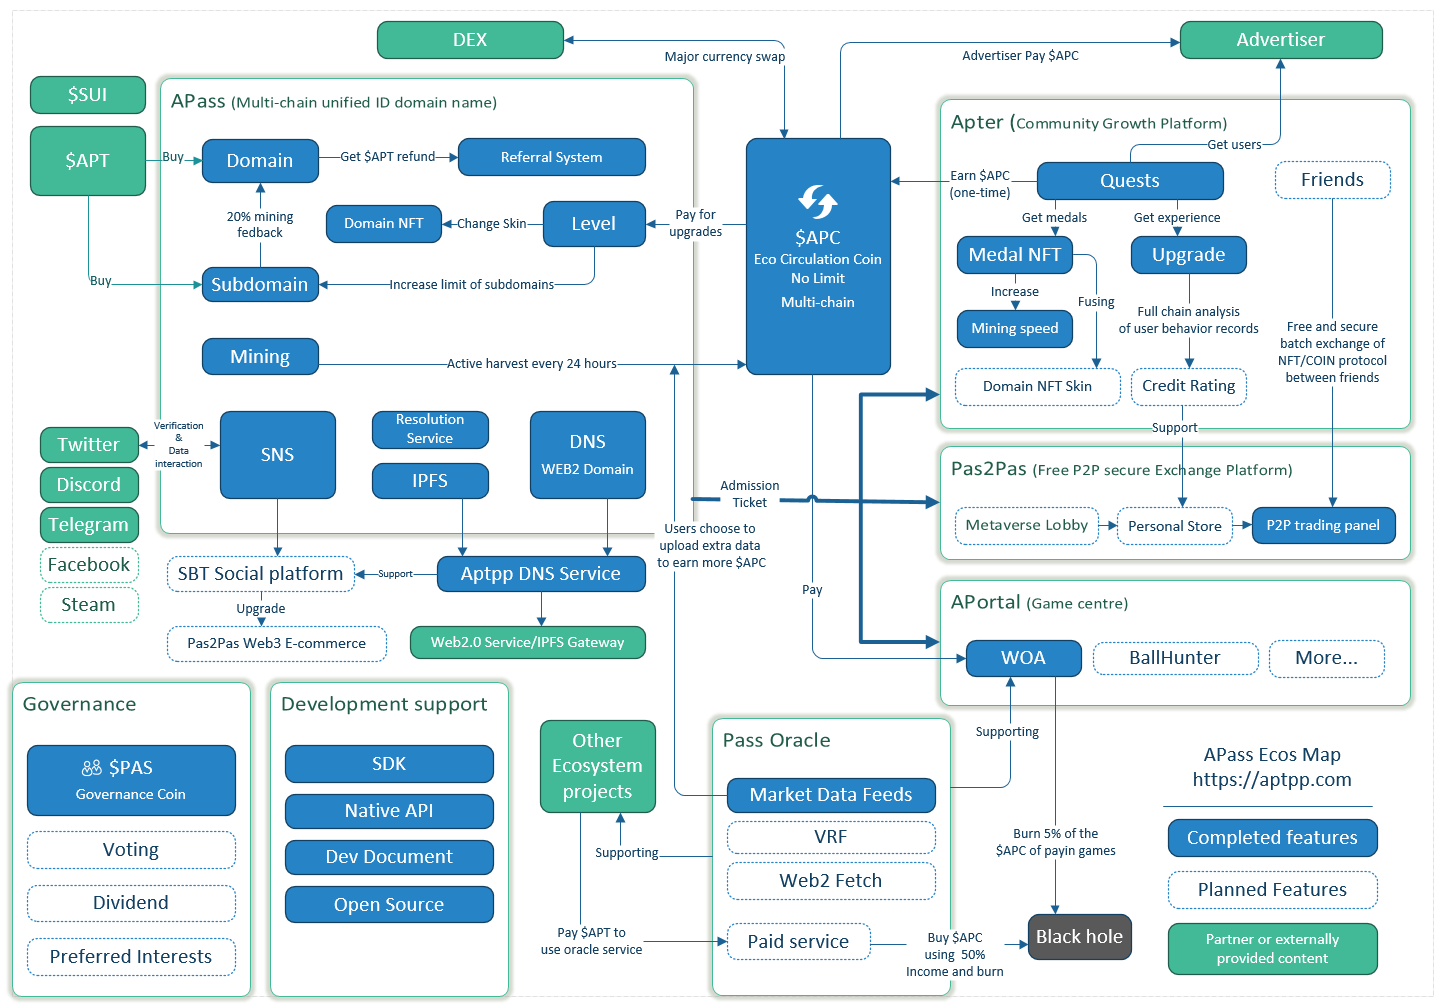 DEX
Major currency swap
Advertiser Pay $APC
Advertiser
$SUI
$APT
Buy
Buy
APass (Multi-chain unified ID domain name)
Domain
Get $APT refund
Referral System
20% mining
fedback
Domain NFT
Change Skin
Level
Pay for
upgrades
Subdomain
Increase limit of subdomains
Mining
Active harvest every 24 hours
$APC
Eco Circulation Coin
No Limit
Multi-chain
Earn $APC
(one-time)
Apter (Community Growth Platform)
Get users
Quests
Friends
Get medals
Get experience
Medal NFT
Upgrade
Increase
Fusing
Mining speed
Full chain analysis
of user behavior records
Free and secure
batch exchange of
NFT/COIN protocol
between friends
Domain NFT Skin
Credit Rating
Support
Twitter
Discord
Telegram
Facebook
Steam
Verification
&
Data
interaction
SNS
Resolution
Service
IPFS
DNS
WEB2 Domain
Admission
Ticket
Users choose to
upload extra data
to earn more $APC
Pas2Pas (Free P2P secure Exchange Platform)
Metaverse Lobby
Personal Store
P2P trading panel
SBT Social platform
Support
Aptpp DNS Service
Upgrade
Pas2Pas Web3 E-commerce
Web2.0 Service/IPFS Gateway
Pay
APortal (Game centre)
WOA
BallHunter
More...
Governance
$PAS
Governance Coin
Voting
Dividend
Preferred Interests
Development support
SDK
Native API
Dev Document
Open Source
Other
Ecosystem
projects
Supporting
Pay $APT to
use oracle service
Pass Oracle
Market Data Feeds
VRF
Web2 Fetch
Paid service
Supporting
Buy $APC
using 50%
Income and burn
Burn 5% of the
$APC of payin games
Black hole
APass Ecos Map
https://aptpp.com
Completed features
Planned Features
Partner or externally
provided content